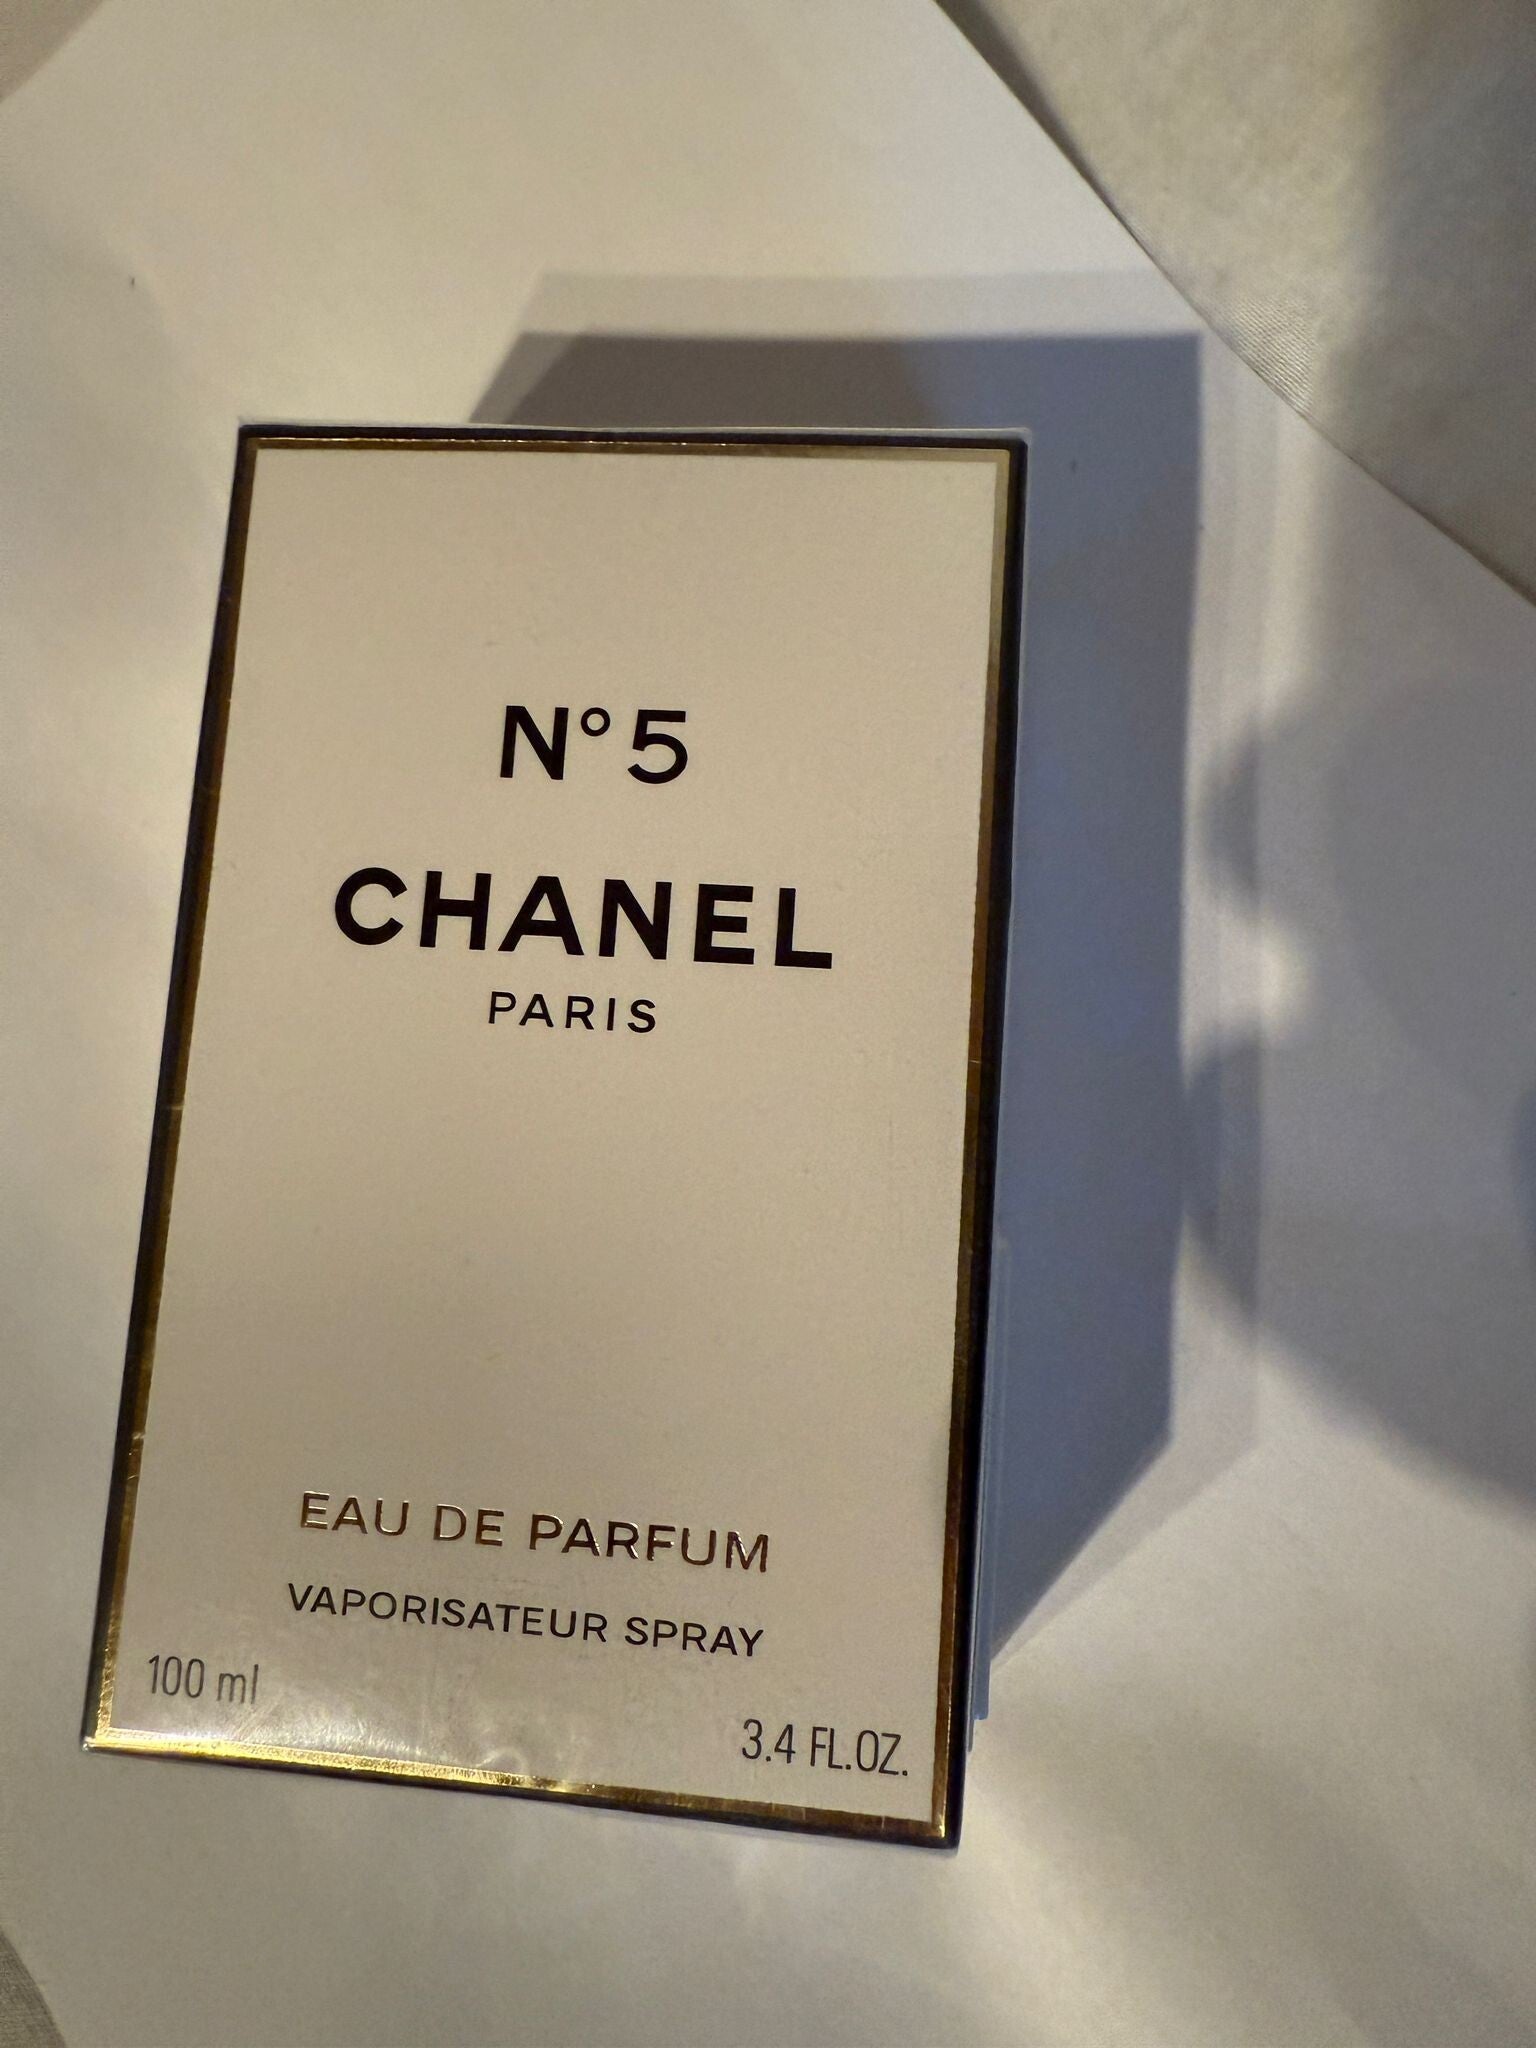 N°5
CHANEL
PARIS
EAU DE PARFUM
VAPORISATEUR SPRAY
100 ml
3.4 FL.OZ.